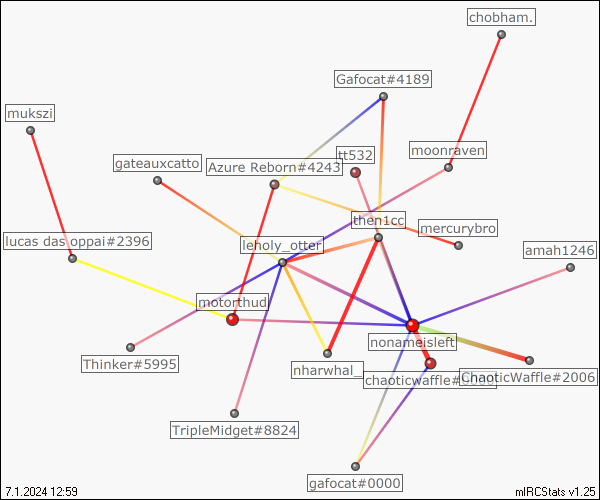 chobham.
Gafocat#4189
mukszi
tt532
moonraven
gateauxcatto
Azure Reborn#4243
then1cc
mercurybro
lucas das oppai#2396
leholy_otter
amah1246
motorthud
nonameisleft
Thinker#5995
nharwhal_
chaoticwaffle#
ChaoticWaffle#2006
TripleMidget#8824
gafocat#0000
7.1.2024 12:59
mIRCStats v1.25